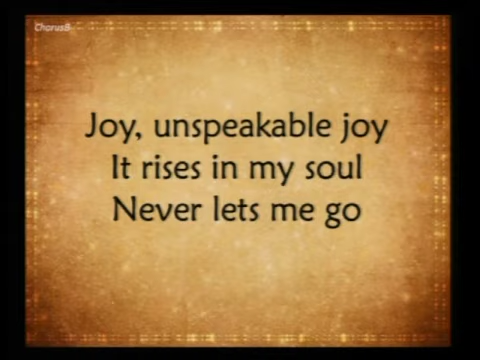 ChorusB
Joy, unspeakable joy
It rises in my soul
Never lets me go